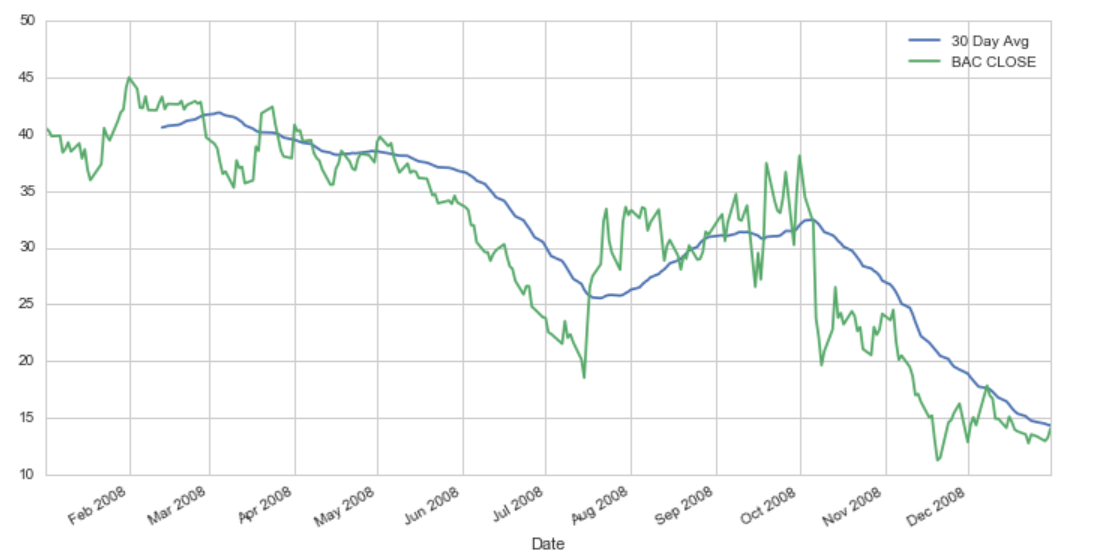 50
45
40
35
30
25
20
15
10
30 Day Avg
BAC CLOSE
Feb 2008
Mar 2008
Apr 2008
May 2008
Jun 2008
Jul 2008
Aug 2008
Sep 2008
Oct 2008
Nov 2008
Dec 2008
Date